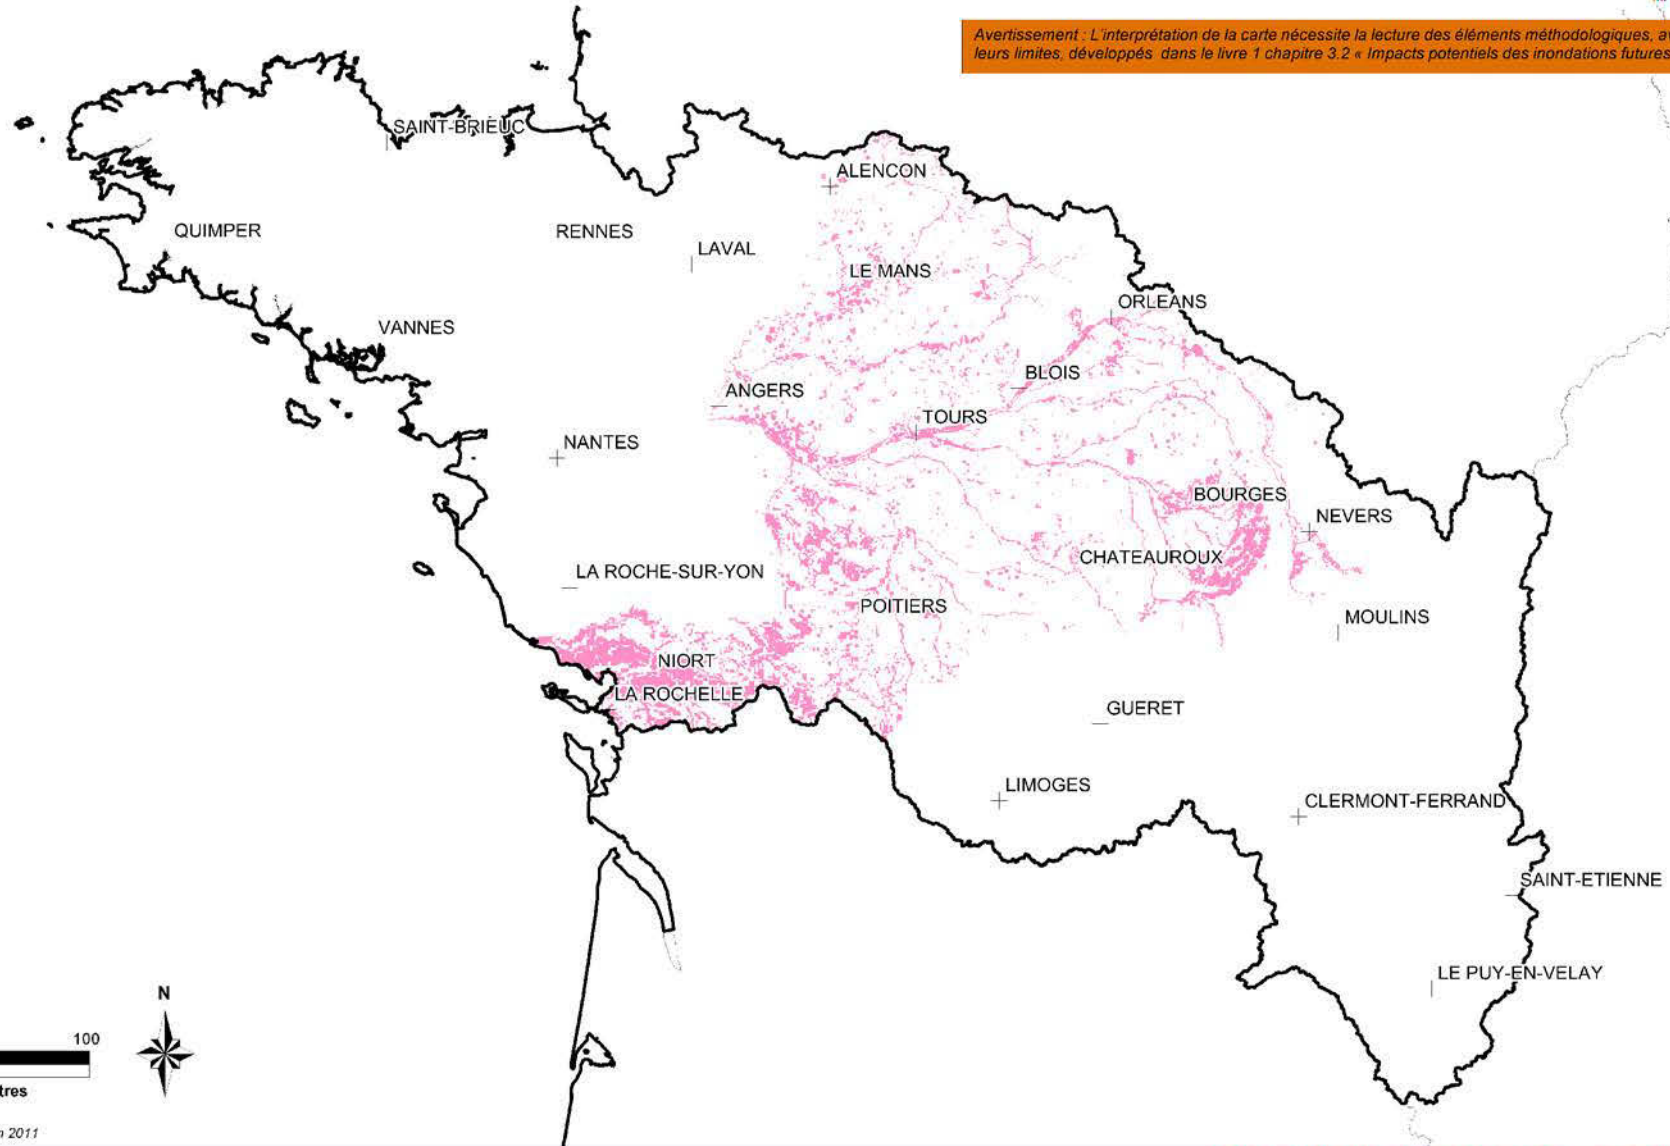 Avertissement : L'interprétation de la carte nécessite la lecture des éléments méthodologiques,
leurs limites, développés dans le livre 1 chapitre 3.2 « Impacts potentiels des inondations futures
SAINT-BRIEUC
ALENCON
QUIMPER
RENNES
LAVAL
LE MANS
ORLEANS
VANNES
BLOIS
ANGERS
TOURS
NANTES
BOURGES
NEVERS
CHATEAUROUX
LA ROCHE-SUR-YON
POITIERS
MOULINS
NIORT
LA ROCHELLE
GUERET
LIMOGES
CLERMONT-FERRAND
SAINT-ETIENNE
LE PUY-EN-VELAY
N
100
2011